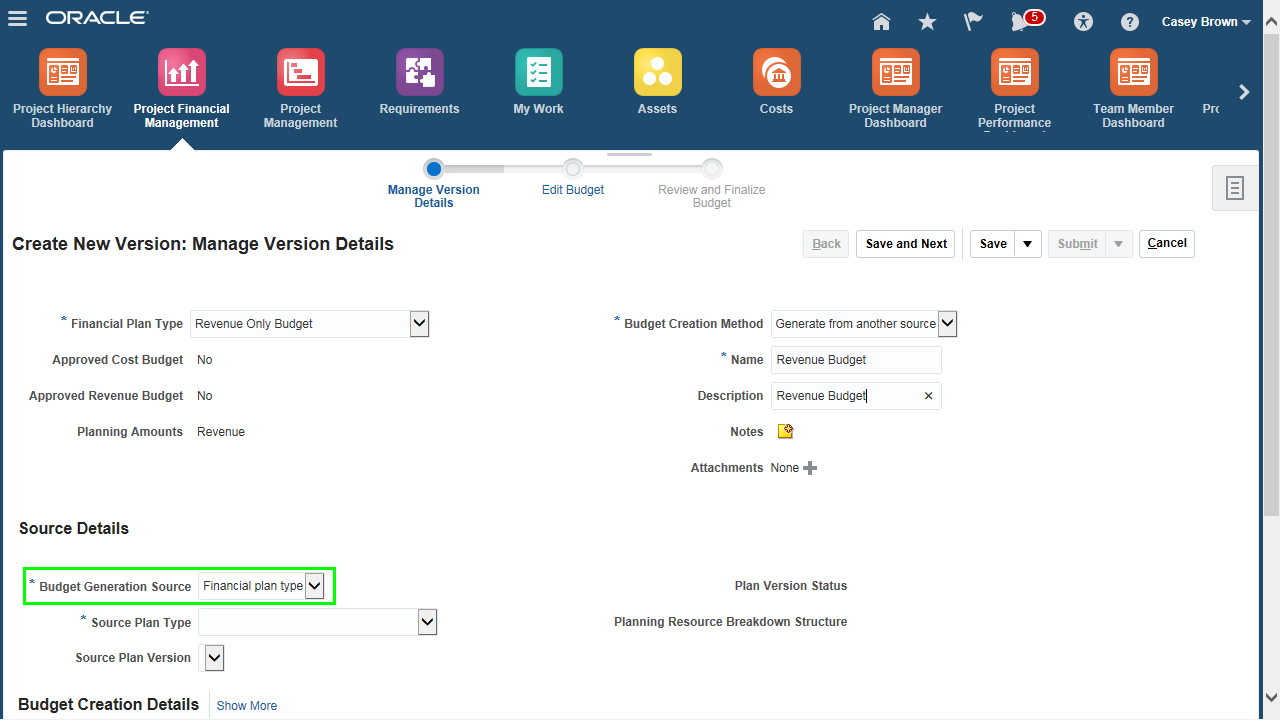 ORACLE
5
Casey Brown
Project Hierarchy Dashboard
Project Financial Management
Project Management
Requirements
My Work
Assets
Costs
Project Manager Dashboard
Project Performance
Team Member Dashboard
Manage Version Details
Edit Budget
Review and Finalize Budget
Create New Version: Manage Version Details
Back
Save and Next
Save
Submit
Cancel
* Financial Plan Type Revenue Only Budget
Approved Cost Budget No
Approved Revenue Budget No
Planning Amounts Revenue
* Budget Creation Method Generate from another source
* Name Revenue Budget
Description Revenue Budget
Notes
Attachments None
Source Details
* Budget Generation Source Financial plan type
* Source Plan Type
Source Plan Version
Plan Version Status
Planning Resource Breakdown Structure
Budget Creation Details Show More